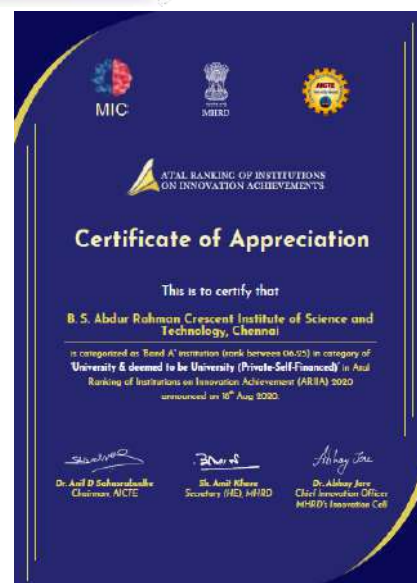 MIC
MHRD
AICTE
ATAL RANKING OF INSTITUTIONS
ON INNOVATION ACHIEVEMENTS
Certificate of Appreciation
This is to certify that
B. S. Abdur Rahman Crescent Institute of Science and
Technology, Chennai
is categorized as 'Band A' institution (rank between 06-25) in category of
'University & deemed to be University (Private-Self-Financed)' in Atal
Ranking of Institutions on Innovation Achievement (ARIIA) 2020
announced on 18th Aug 2020.
Dr. Anil D Sahasrabudhe
Chairman, AICTE
Sh. Amit Khare
Secretary (HE), MHRD
Dr. Abhay Jere
Chief Innovation Officer
MHRD's Innovation Cell